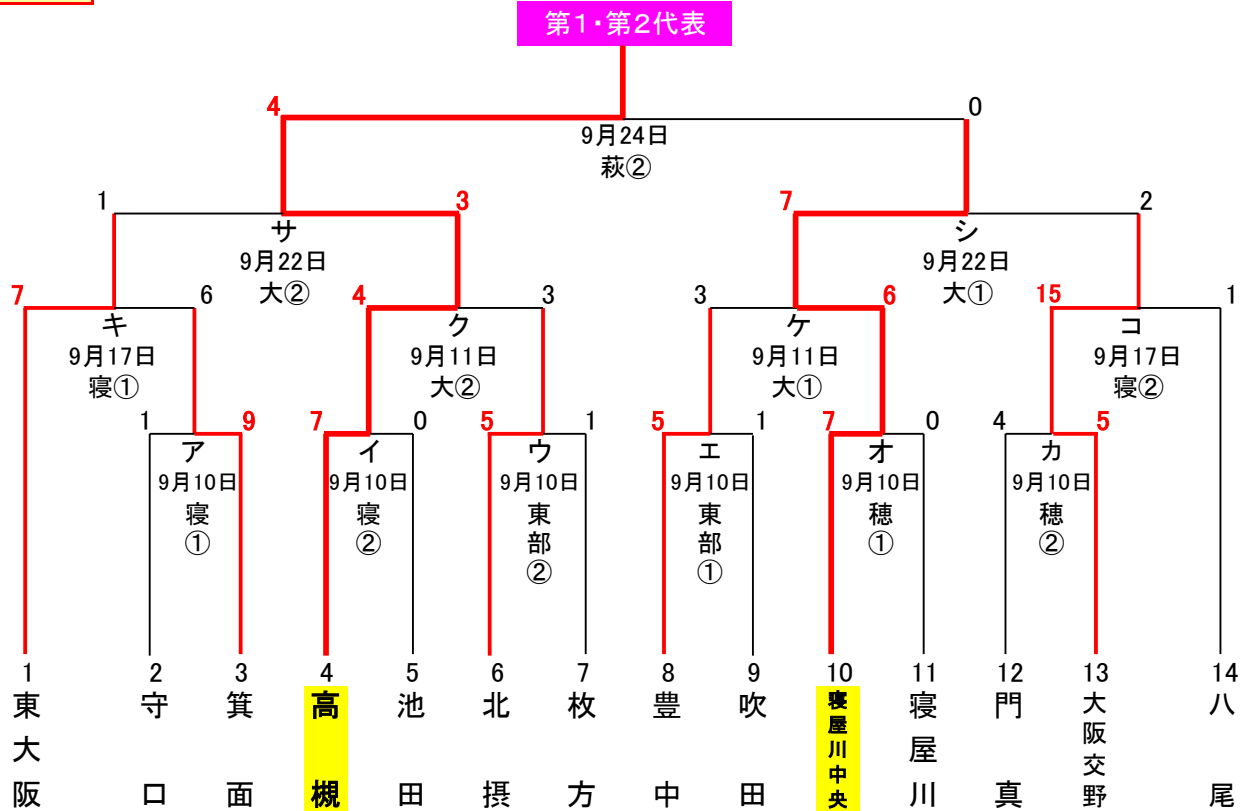 第1・第2代表
4 0
9月24日
萩②
1 3 7 2
サ シ
9月22日 9月22日
大② 大①
7 6 4 3 3 6 15 1
キ ク ケ コ
9月17日 9月11日 9月11日 9月17日
寝① 大② 大① 寝②
1 9 7 0 5 1 5 1 7 0 4 5
ア イ ウ エ オ カ
9月10日 9月10日 9月10日 9月10日 9月10日 9月10日
寝① 寝② 東部② 東部① 穂① 穂②
1 2 3 4 5 6 7 8 9 10 11 12 13 14
東大阪 守口 箕面 高槻 池田 北摂 枚方 豊中 吹田 寝屋川中央 寝屋川 門真 大阪交野 八尾